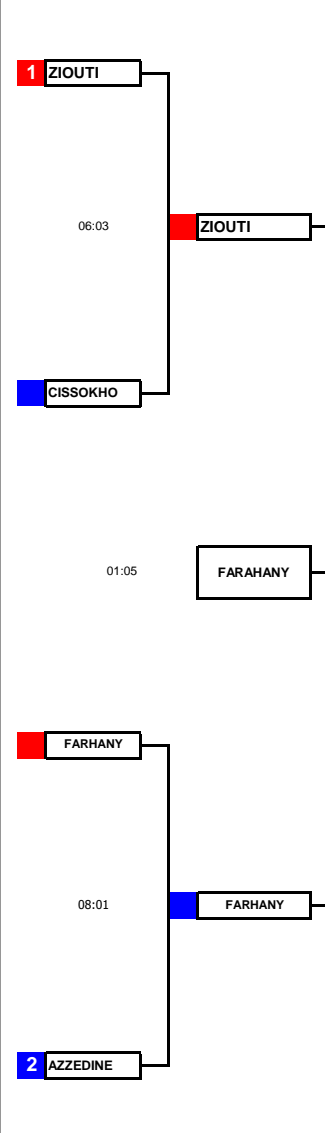 1 ZIOUTI
06:03
ZIOUTI
CISSOKHO
01:05
FARAHANY
FARHANY
08:01
FARHANY
2 AZZEDINE